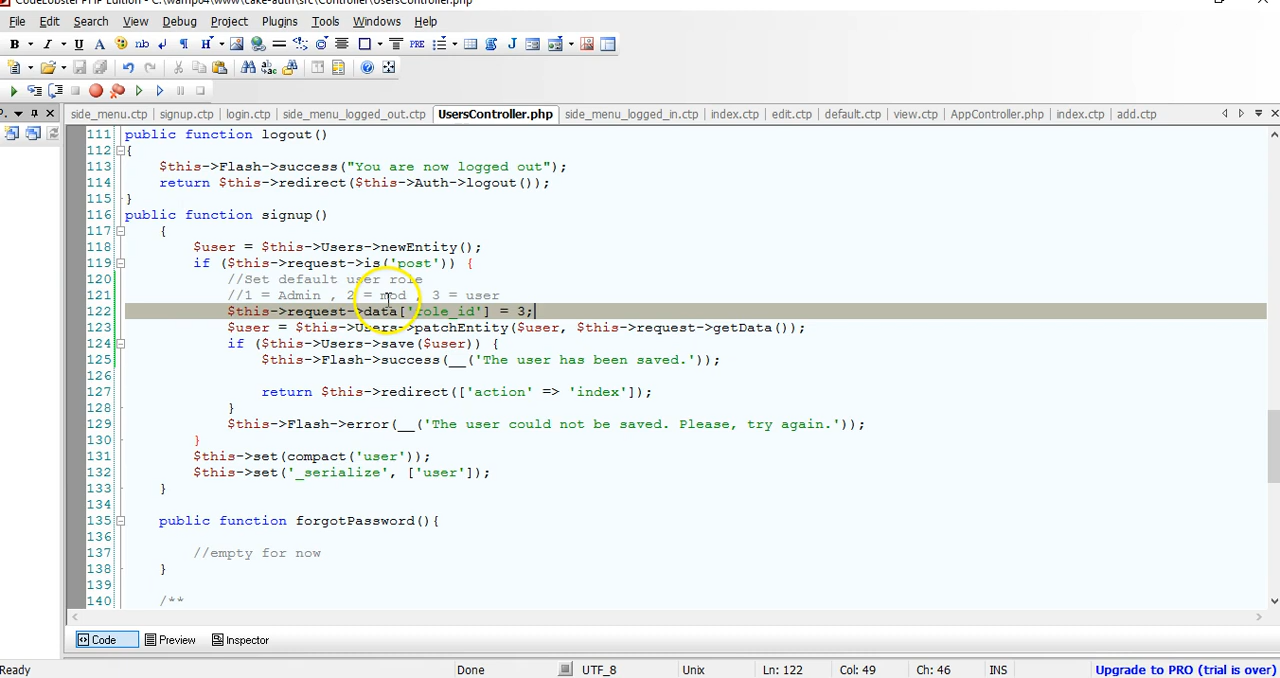 CodeLobster PHP Edition - C:\wamp64\www\cake-auth\src\Controller\UsersController.php
File Edit Search View Debug Project Plugins Tools Windows Help
B I U A nb ¶ H PRE J
P.
side_menu.ctp signup.ctp login.ctp side_menu_logged_out.ctp UsersController.php side_menu_logged_in.ctp index.ctp edit.ctp default.ctp view.ctp AppController.php index.ctp add.ctp
111 public function logout()
112 {
113 $this->Flash->success("You are now logged out");
114 return $this->redirect($this->Auth->logout());
115 }
116 public function signup()
117 {
118 $user = $this->Users->newEntity();
119 if ($this->request->is('post')) {
120 //Set default user role
121 //1 = Admin , 2 = mod , 3 = user
122 $this->request->data['role_id'] = 3;
123 $user = $this->Users->patchEntity($user, $this->request->getData());
124 if ($this->Users->save($user)) {
125 $this->Flash->success(__('The user has been saved.'));
126
127 return $this->redirect(['action' => 'index']);
128 }
129 $this->Flash->error(__('The user could not be saved. Please, try again.'));
130 }
131 $this->set(compact('user'));
132 $this->set('_serialize', ['user']);
133 }
134
135 public function forgotPassword(){
136
137 //empty for now
138 }
139
140 /**
Code Preview Inspector
Ready Done UTF_8 Unix Ln: 122 Col: 49 Ch: 46 INS Upgrade to PRO (trial is over)